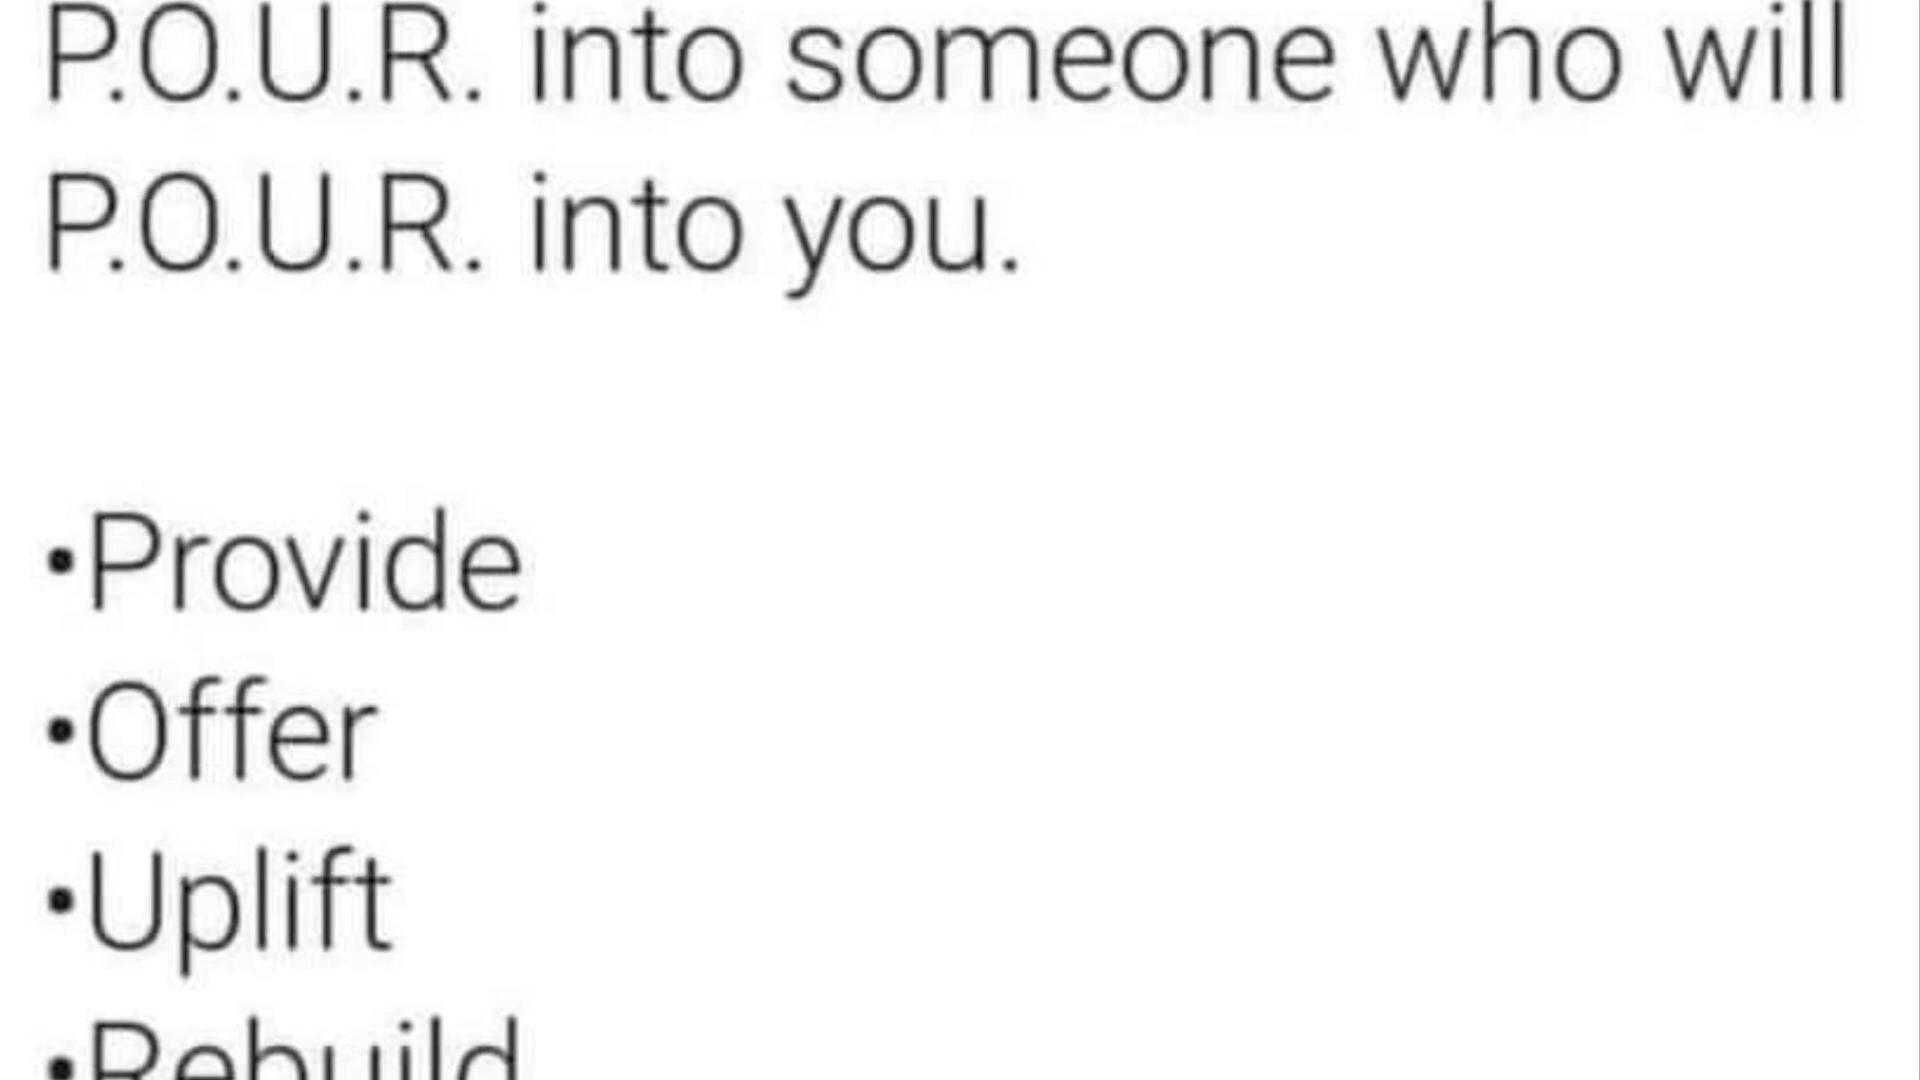 P.O.U.R. into someone who will
P.O.U.R. into you.
•Provide
•Offer
•Uplift
•Rebuild